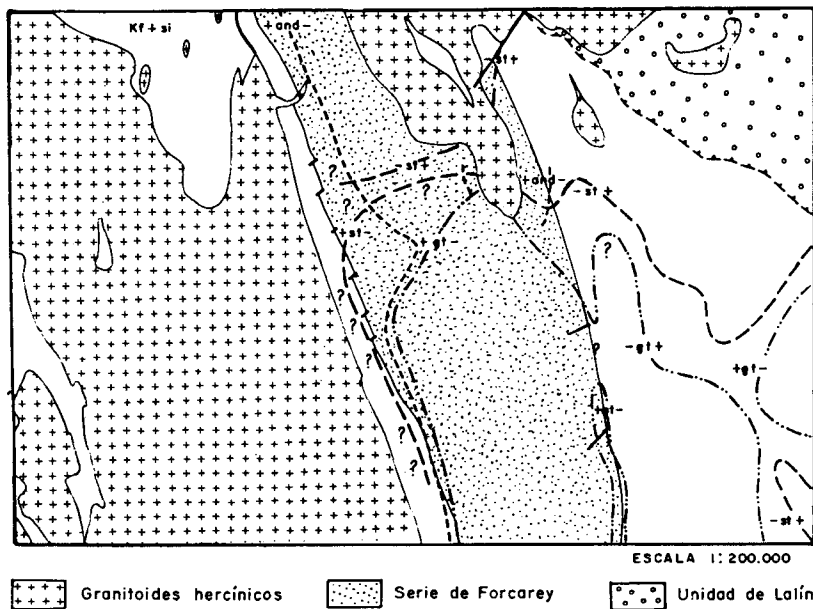 Kf + si
+ and -
- st +
- st +
?
?
+ and -
- st +
?
+ st -
+ gt -
?
?
?
- gt +
+ gt -
?
?
?
- st +
ESCALA 1:200.000
Granitoides hercínicos
Serie de Forcarey
Unidad de Lalín